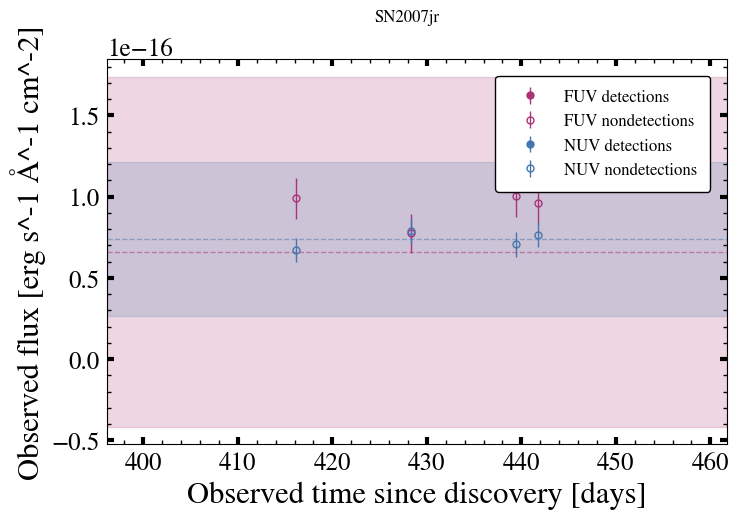 SN2007jr
1e−16
Observed flux [erg s^-1 Å^-1 cm^-2]
1.5
1.0
0.5
0.0
−0.5
FUV detections
FUV nondetections
NUV detections
NUV nondetections
400 410 420 430 440 450 460
Observed time since discovery [days]